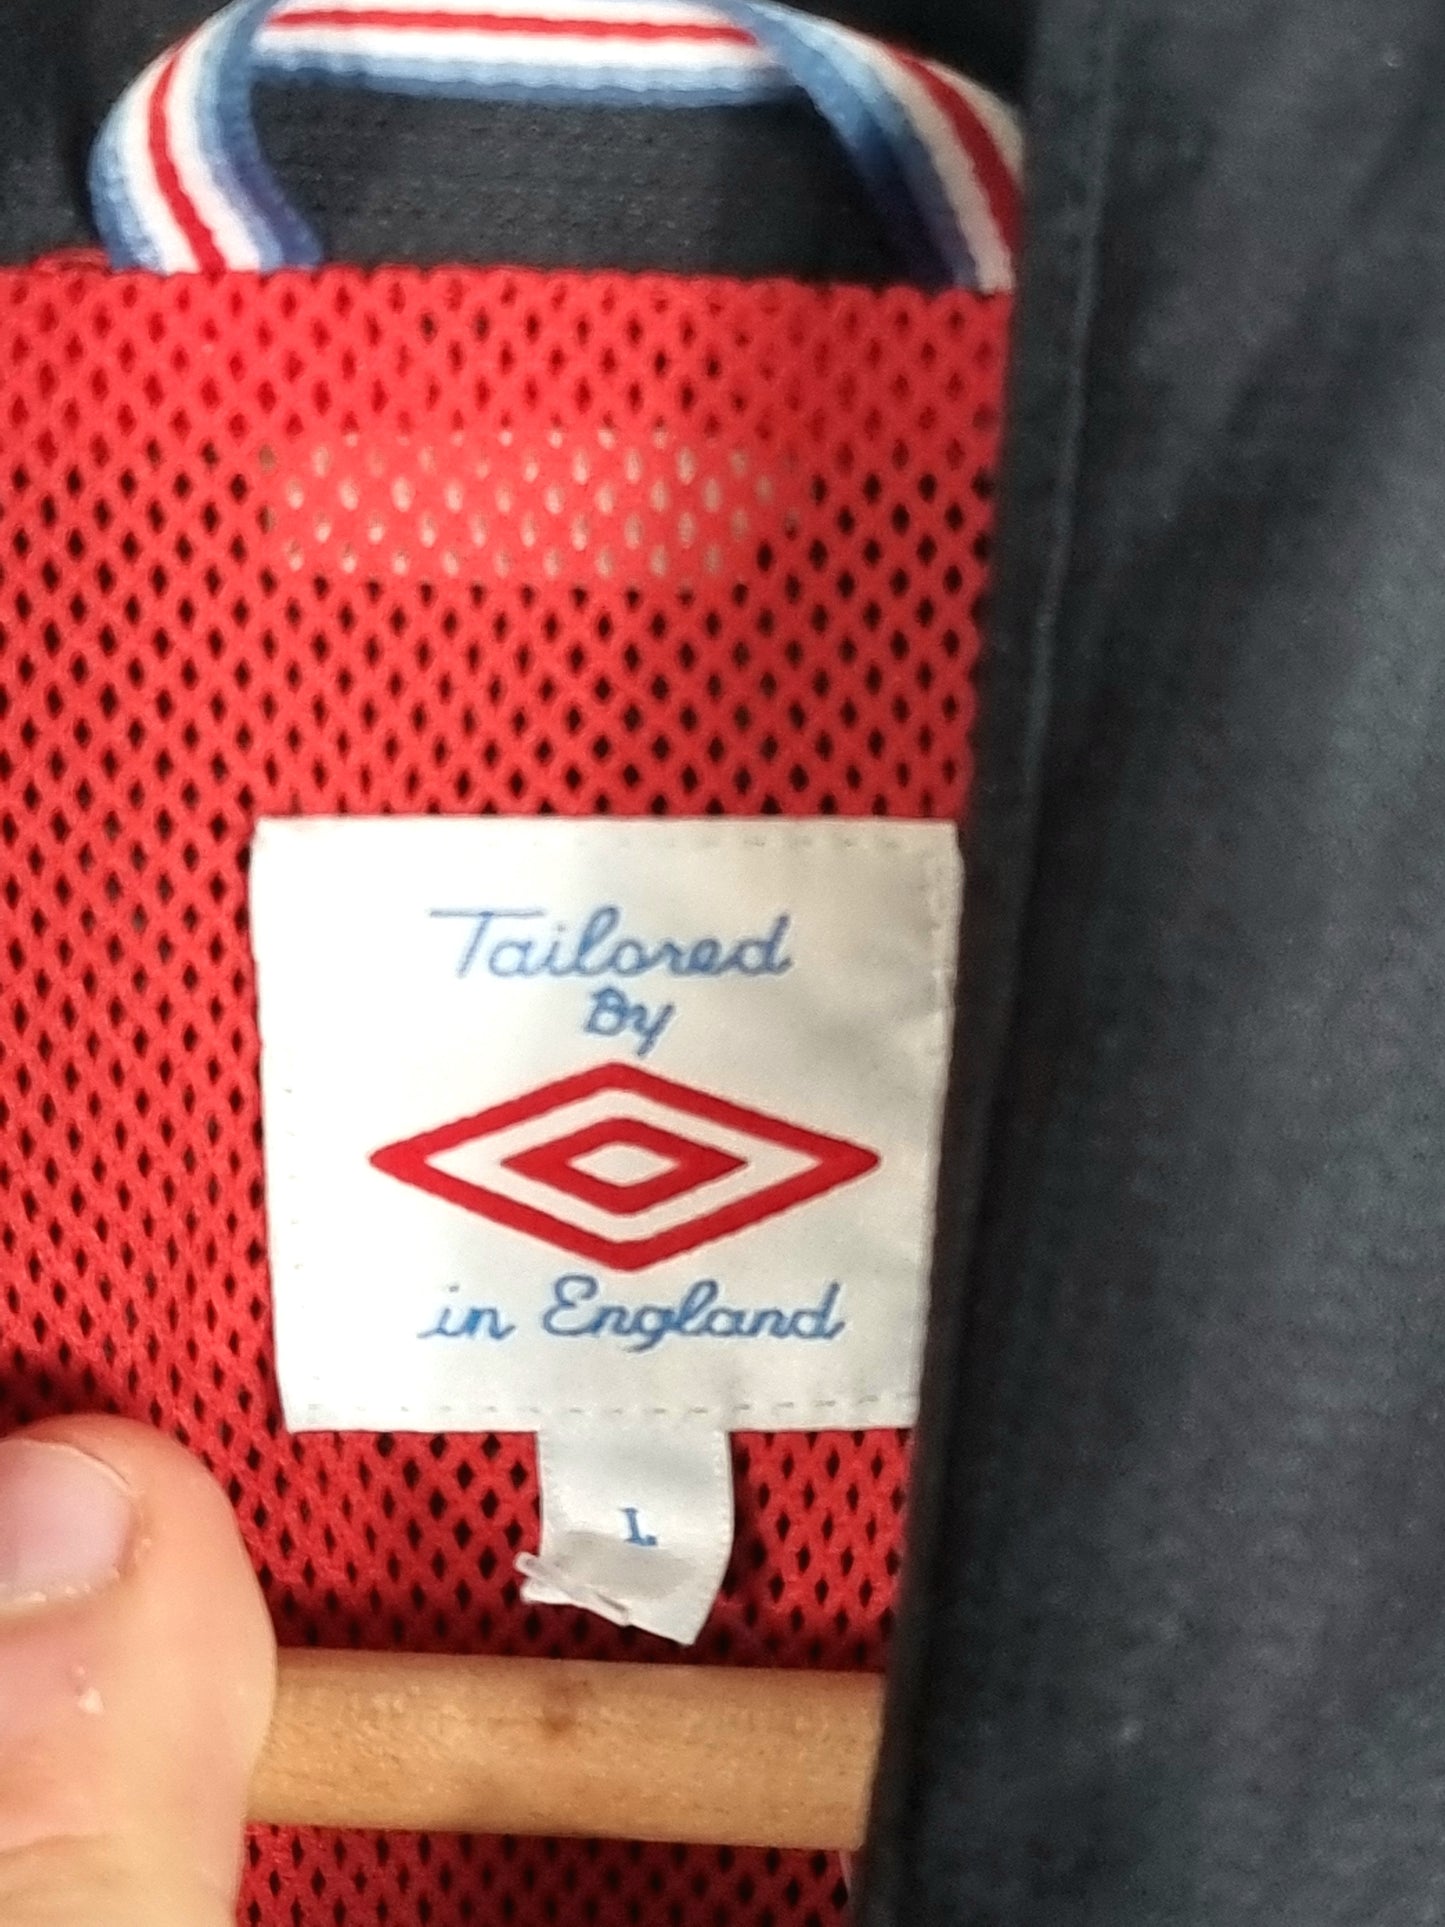 Tailored
By
in England
L